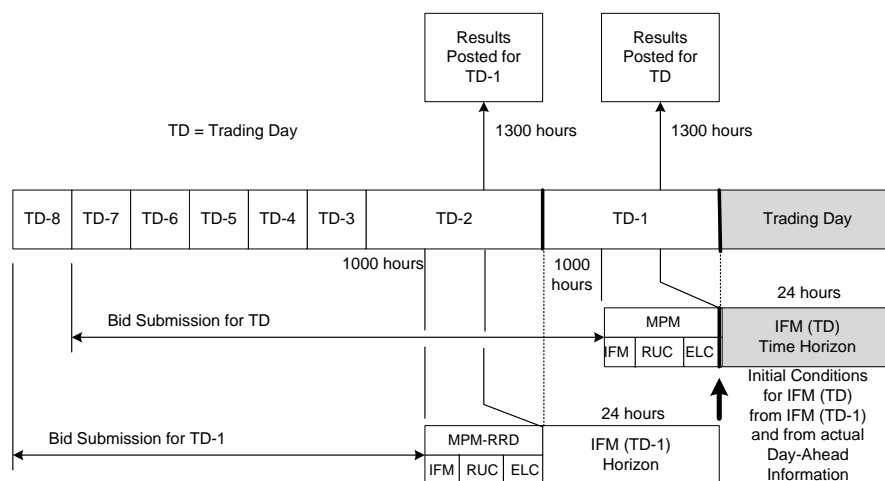 Results
Posted for
TD-1
Results
Posted for
TD
1300 hours
1300 hours
TD = Trading Day
TD-8
TD-7
TD-6
TD-5
TD-4
TD-3
TD-2
TD-1
Trading Day
1000 hours
1000
hours
24 hours
Bid Submission for TD
MPM
IFM
RUC
ELC
IFM (TD)
Time Horizon
Initial Conditions
for IFM (TD)
from IFM (TD-1)
and from actual
Day-Ahead
Information
24 hours
Bid Submission for TD-1
MPM-RRD
IFM
RUC
ELC
IFM (TD-1)
Horizon